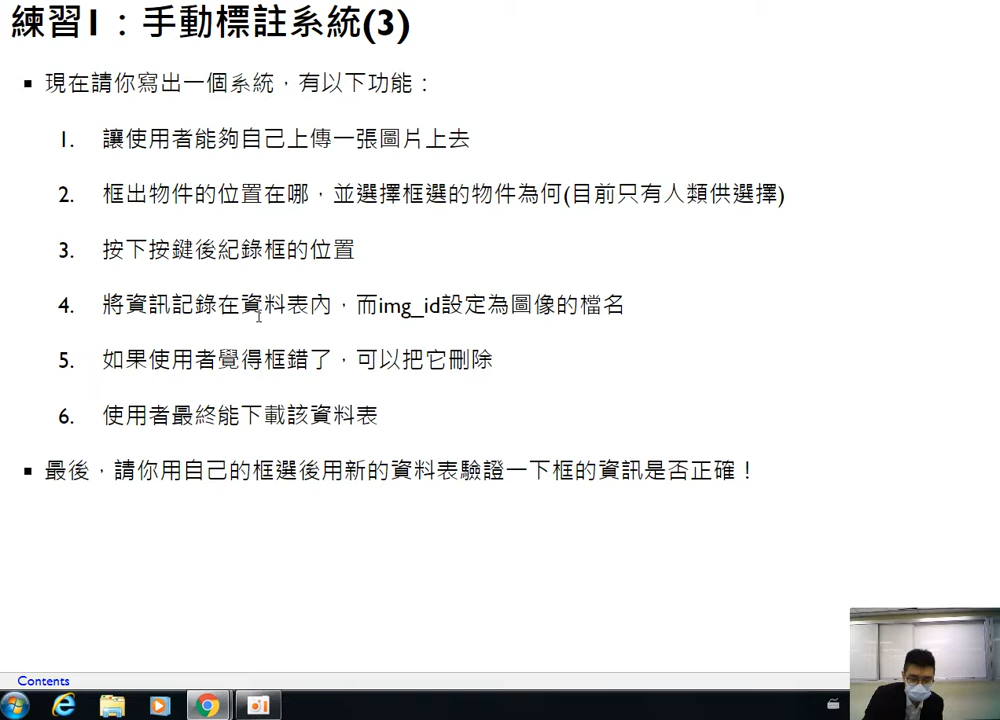 練習1：手動標註系統(3)
▪ 現在請你寫出一個系統，有以下功能：
1. 讓使用者能夠自己上傳一張圖片上去
2. 框出物件的位置在哪，並選擇框選的物件為何(目前只有人類供選擇)
3. 按下按鍵後紀錄框的位置
4. 將資訊記錄在資料表內，而img_id設定為圖像的檔名
5. 如果使用者覺得框錯了，可以把它刪除
6. 使用者最終能下載該資料表
▪ 最後，請你用自己的框選後用新的資料表驗證一下框的資訊是否正確！
Contents